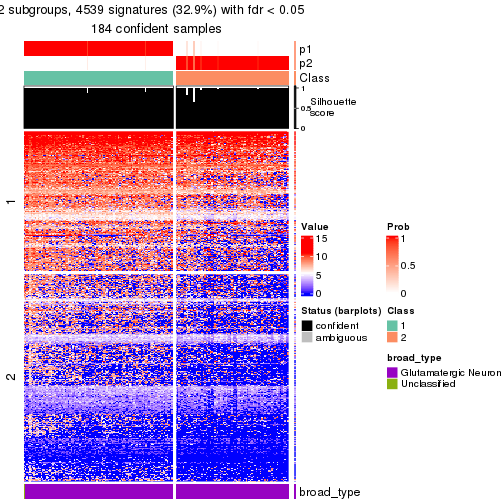 2 subgroups, 4539 signatures (32.9%) with fdr < 0.05
184 confident samples
p1
p2
Class
1
0.5
0
Silhouette
score
1
2
Value
15
10
5
0
Prob
1
0.5
0
Status (barplots)
confident
ambiguous
Class
1
2
broad_type
Glutamatergic Neuron
Unclassified
broad_type